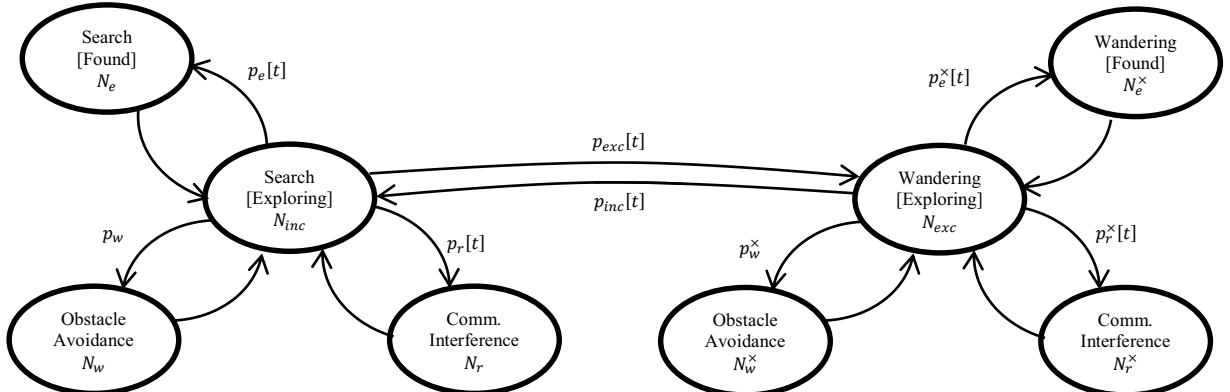 Search
[Found]
N_e
p_e[t]
Wandering
[Found]
N_e^×
p_e^×[t]
p_exc[t]
p_inc[t]
Search
[Exploring]
N_inc
Wandering
[Exploring]
N_exc
p_w
p_r[t]
p_w^×
p_r^×[t]
Obstacle
Avoidance
N_w
Comm.
Interference
N_r
Obstacle
Avoidance
N_w^×
Comm.
Interference
N_r^×